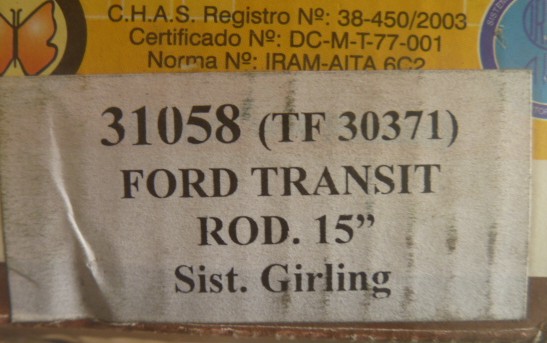 C.H.A.S. Registro Nº: 38-450/2003
Certificado Nº: DC-M-T-77-001
Norma Nº: IRAM-AITA 6C2
31058 (TF 30371)
FORD TRANSIT
ROD. 15”
Sist. Girling